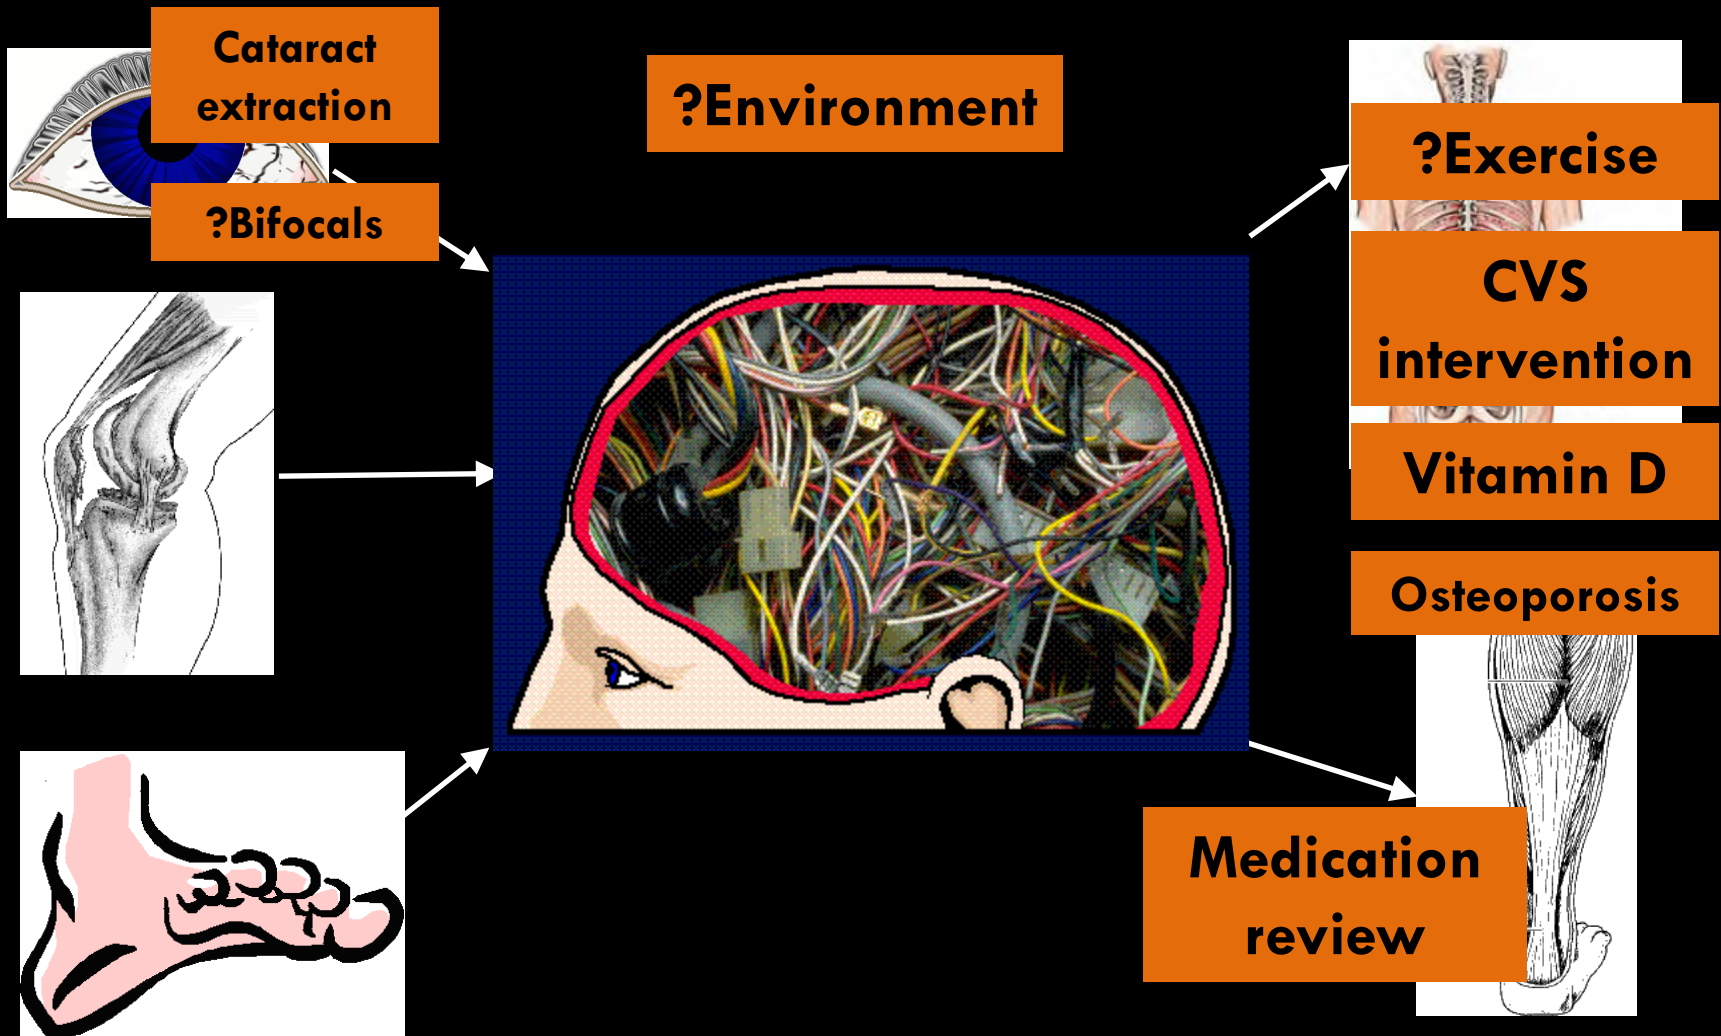 Cataract
extraction
?Bifocals
?Environment
?Exercise
CVS
intervention
Vitamin D
Osteoporosis
Medication
review